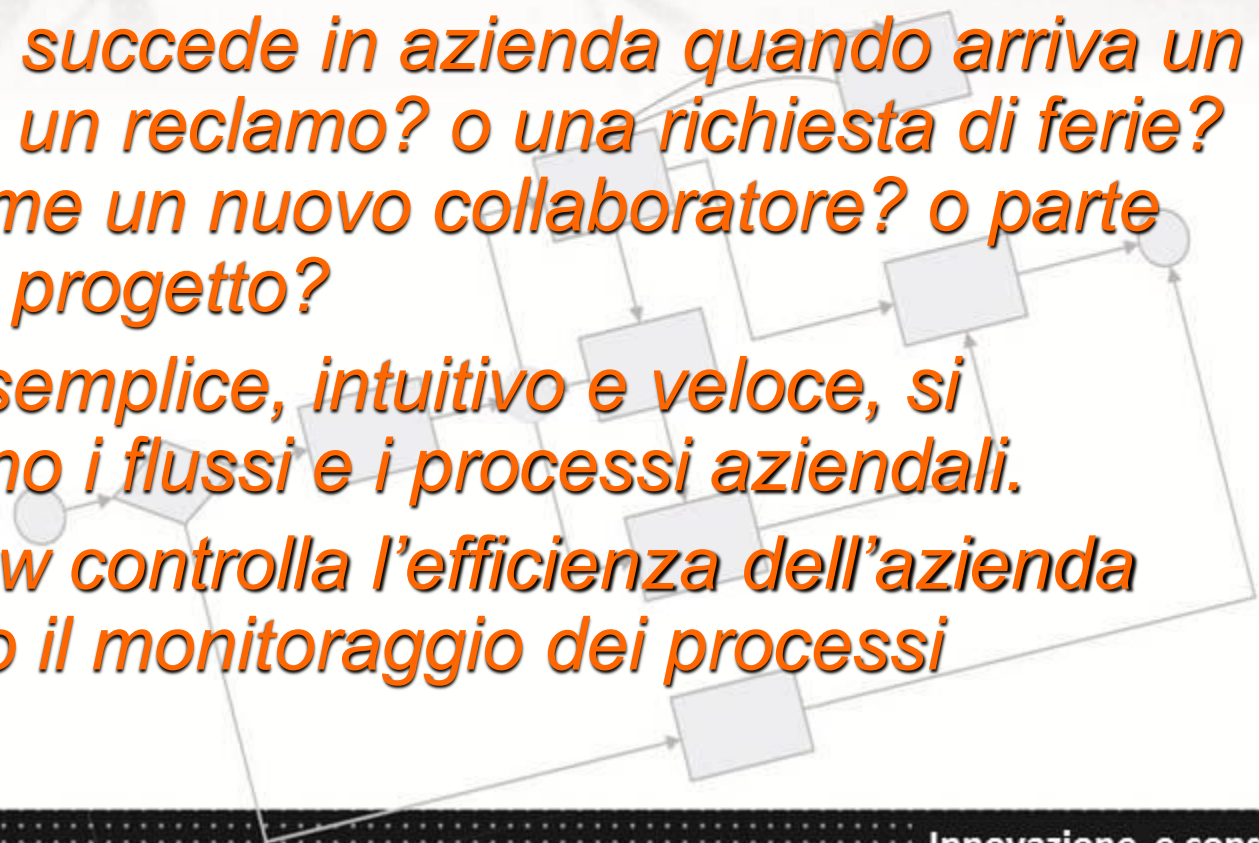 succede in azienda quando arriva un
un reclamo? o una richiesta di ferie?
me un nuovo collaboratore? o parte
progetto?
semplice, intuitivo e veloce, si
no i flussi e i processi aziendali.
w controlla l’efficienza dell’azienda
o il monitoraggio dei processi
Innovazione e